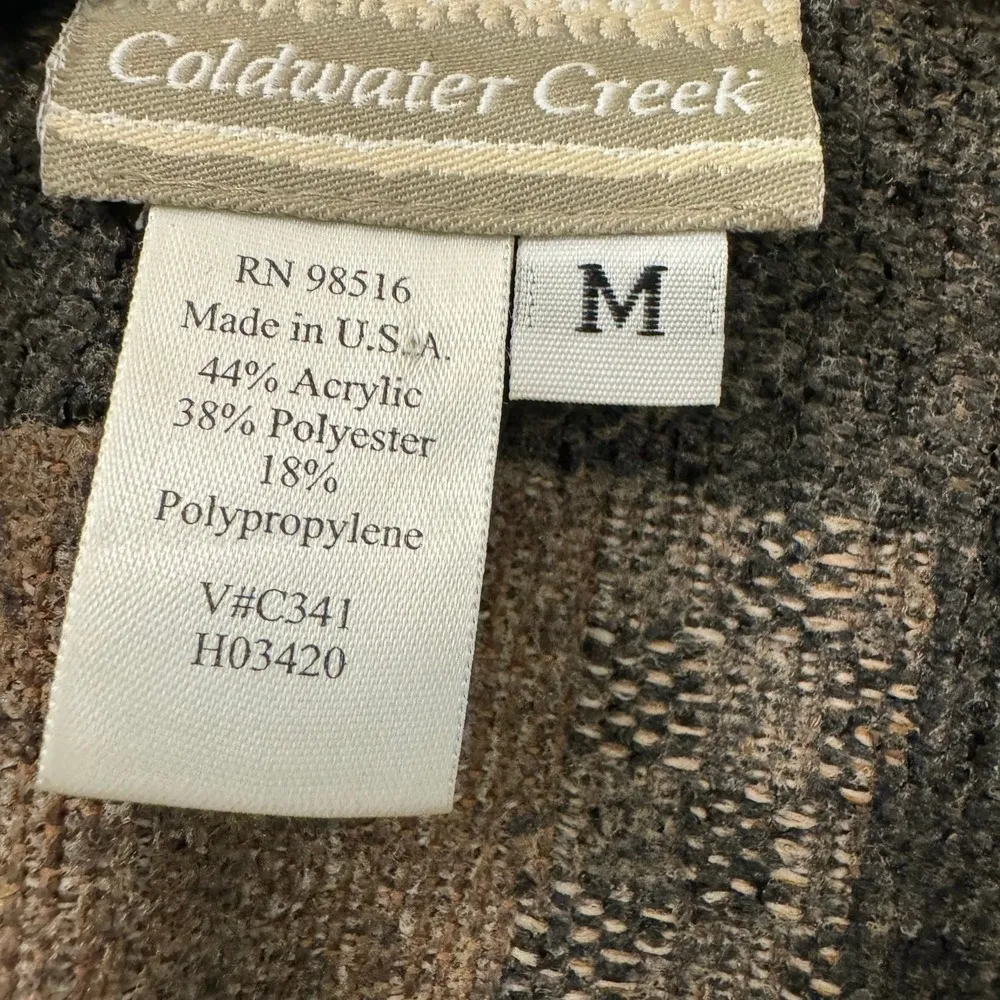 Coldwater Creek
RN 98516
Made in U.S.A.
44% Acrylic
38% Polyester
18%
Polypropylene
V#C341
H03420
M